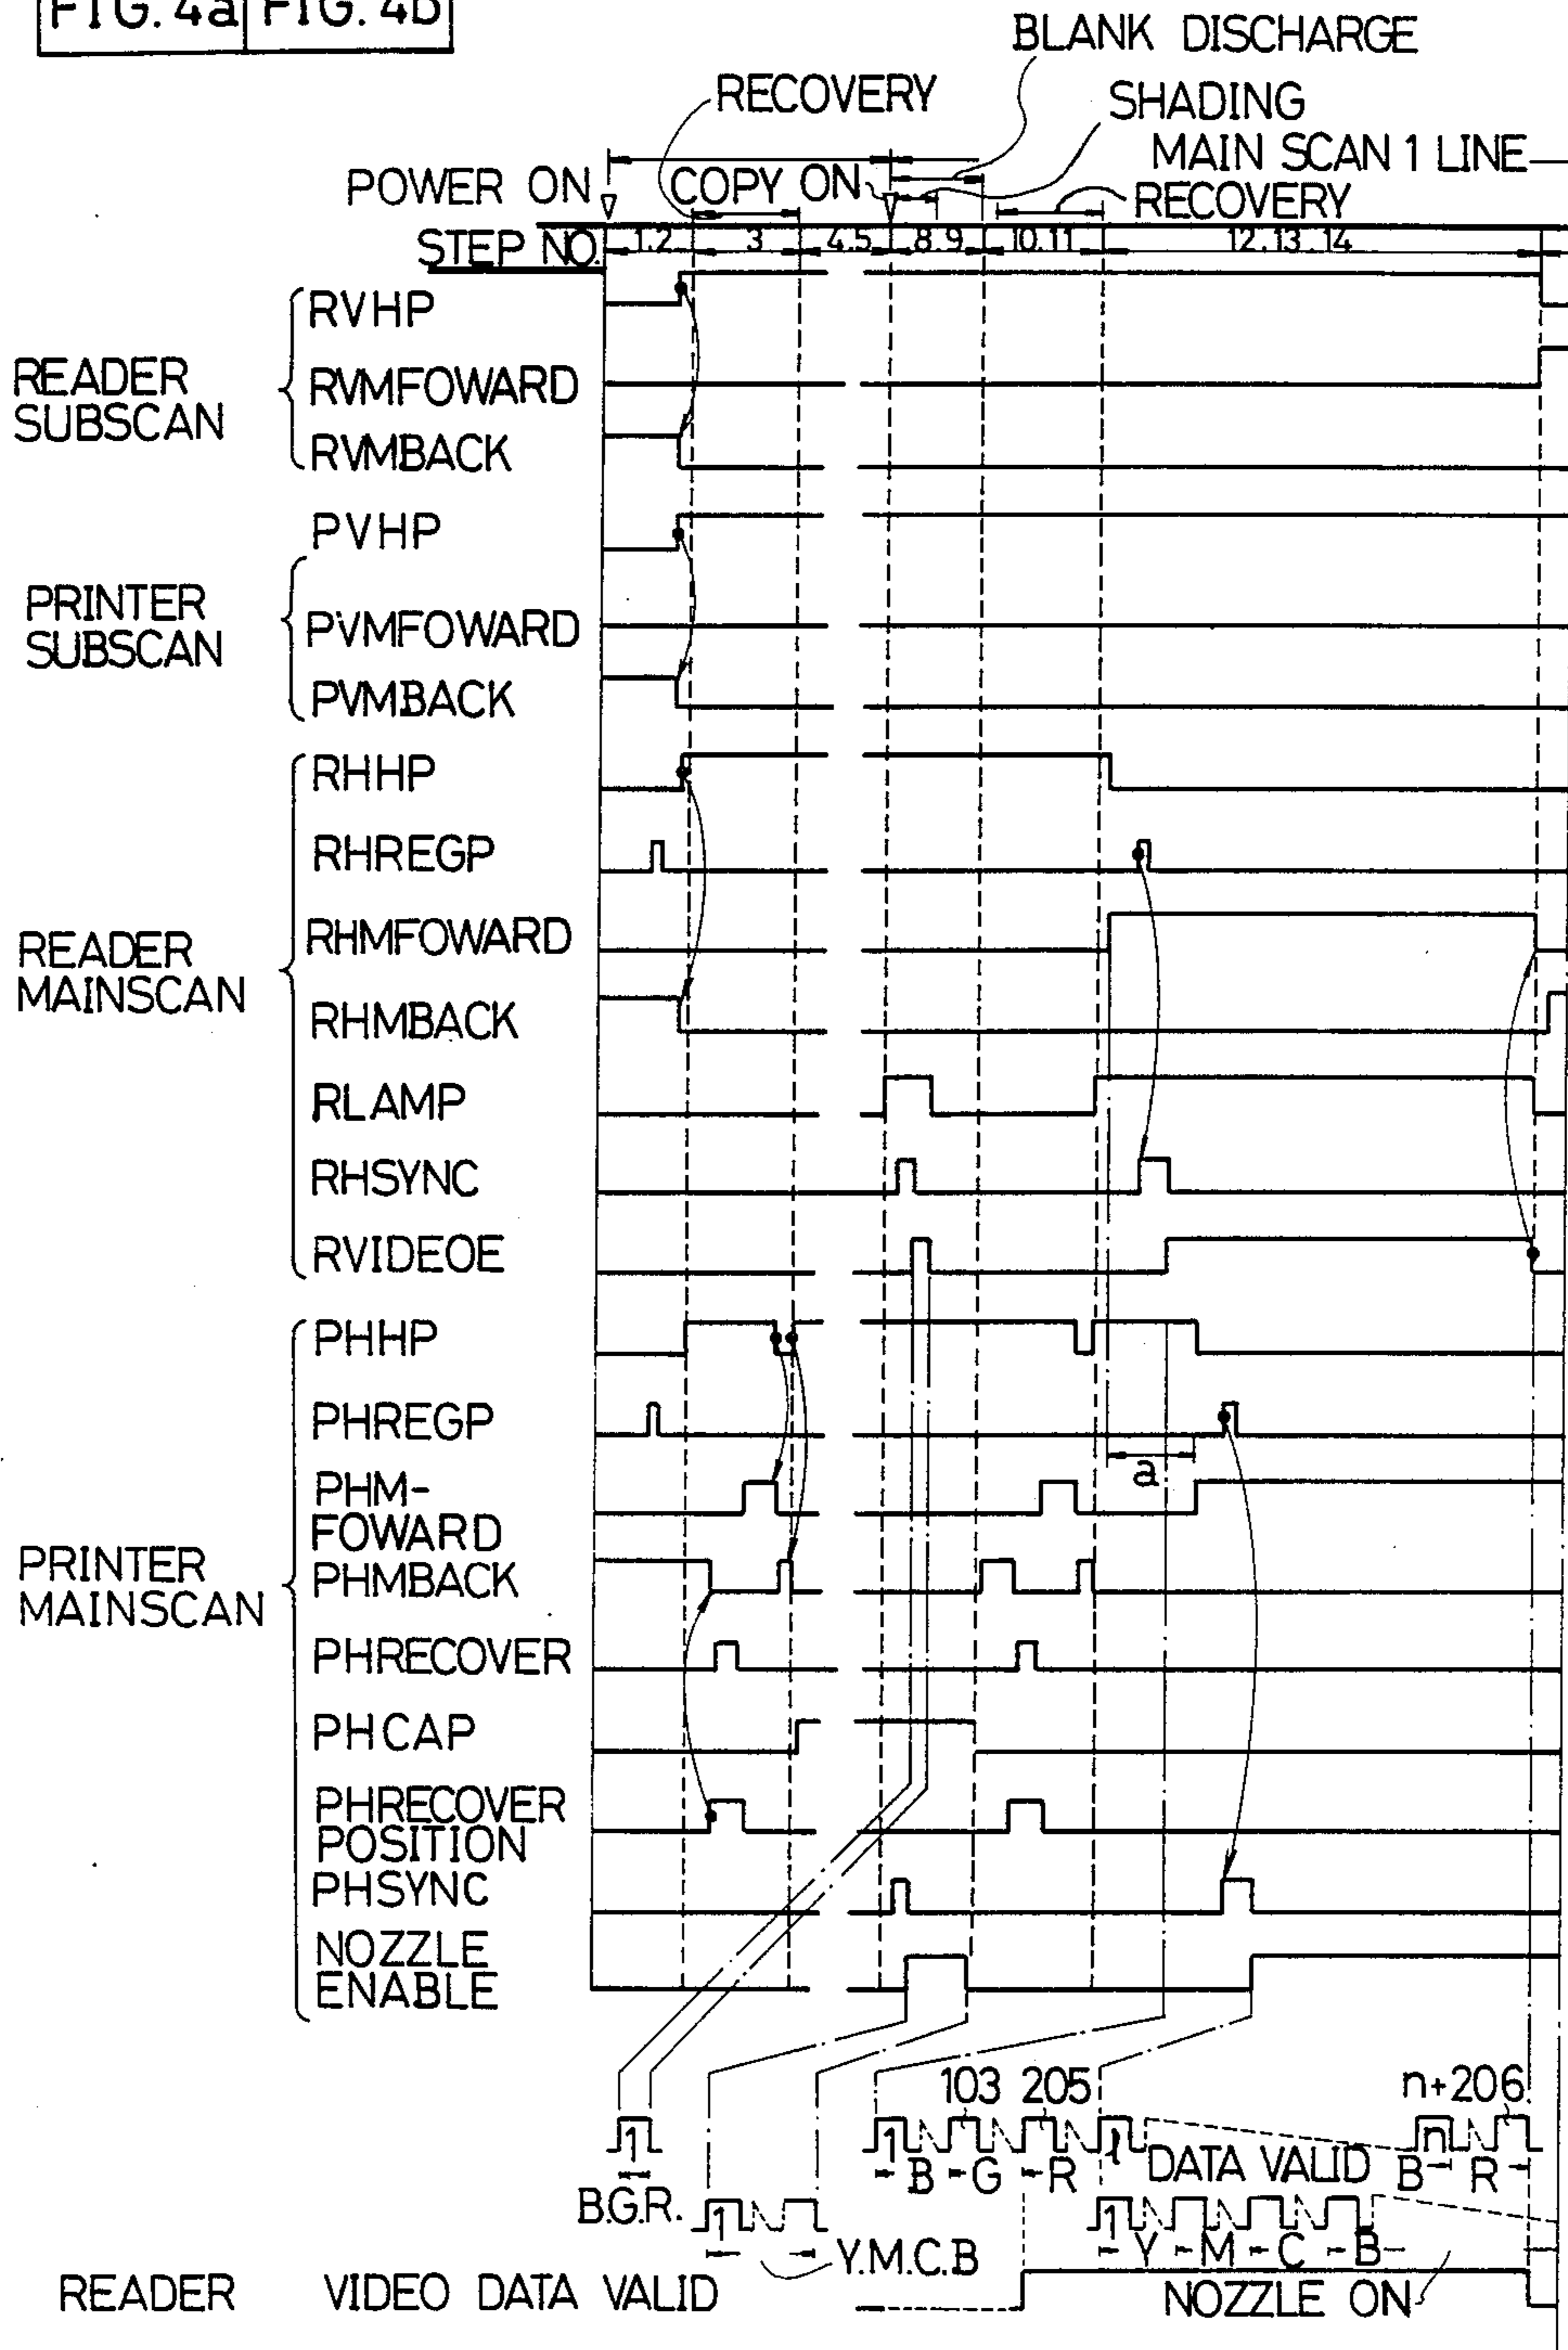 FIG. 4a FIG. 4b
BLANK DISCHARGE
RECOVERY
SHADING
MAIN SCAN 1 LINE
POWER ON
COPY ON
RECOVERY
STEP NO.
1.2
3
4.5
8.9
10.11
12.13.14
READER
SUBSCAN
RVHP
RVMFOWARD
RVMBACK
PRINTER
SUBSCAN
PVHP
PVMFOWARD
PVMBACK
READER
MAINSCAN
RHHP
RHREGP
RHMFOWARD
RHMBACK
RLAMP
RHSYNC
RVIDEOE
PRINTER
MAINSCAN
PHHP
PHREGP
a
PHM-
FOWARD
PHMBACK
PHRECOVER
PHCAP
PHRECOVER
POSITION
PHSYNC
NOZZLE
ENABLE
103 205 n+206
1
1
n
B G R
DATA VALID
B R
B.G.R.
1
1
Y M C B
Y.M.C.B
READER VIDEO DATA VALID
NOZZLE ON